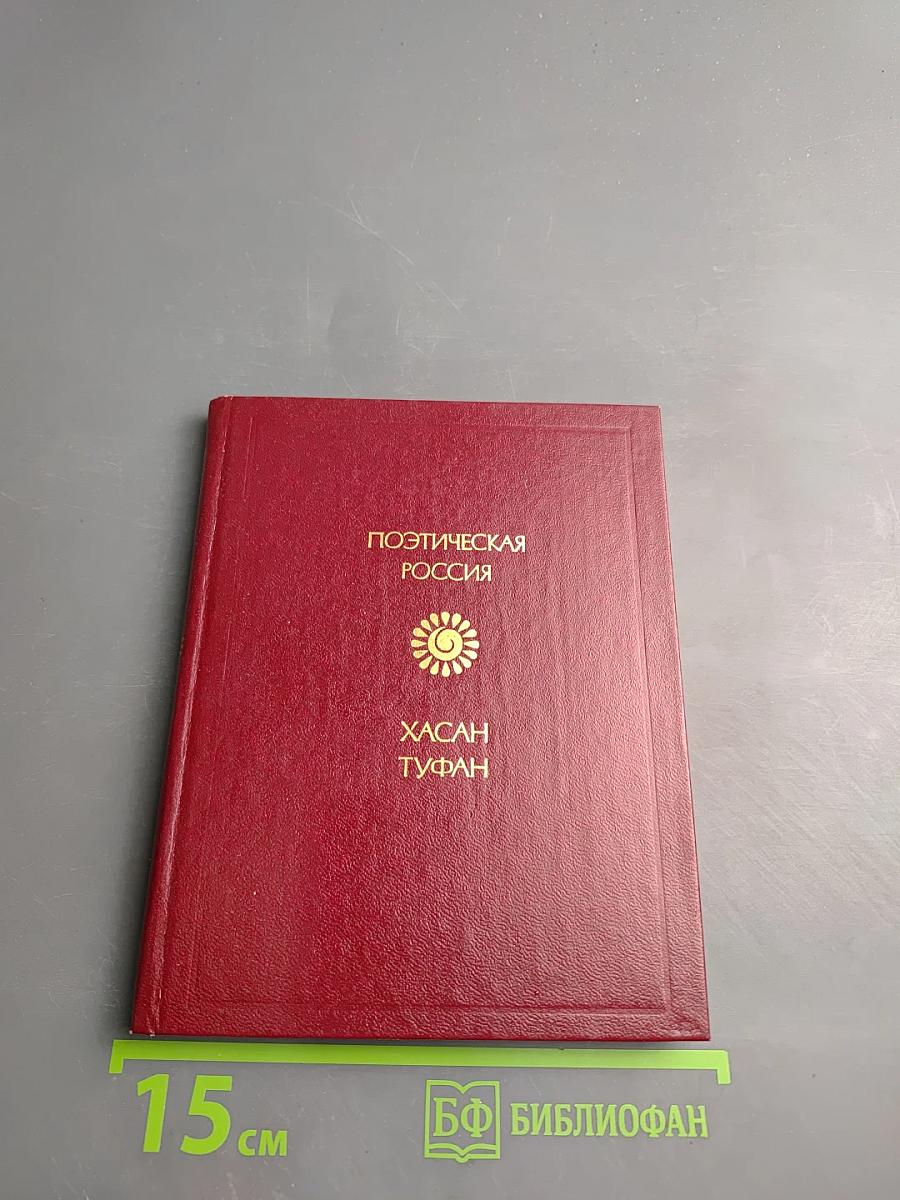 ПОЭТИЧЕСКАЯ
РОССИЯ
ХАСАН
ТУФАН
15 см
БФ БИБЛИОФАН